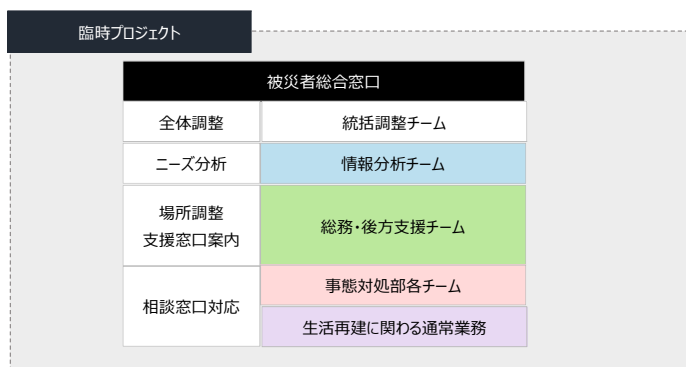 臨時プロジェクト
被災者総合窓口
全体調整
統括調整チーム
ニーズ分析
情報分析チーム
場所調整
支援窓口案内
総務・後方支援チーム
相談窓口対応
事態対処部各チーム
生活再建に関わる通常業務